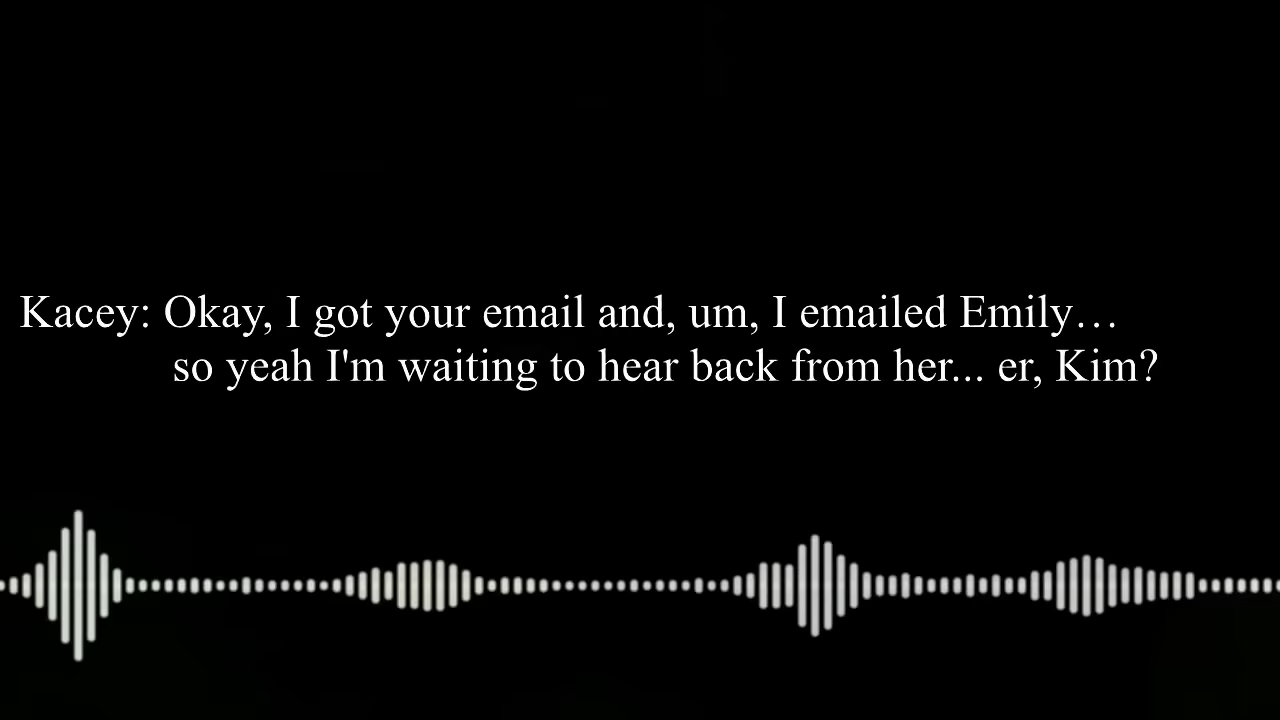 Kacey: Okay, I got your email and, um, I emailed Emily…
so yeah I'm waiting to hear back from her... er, Kim?